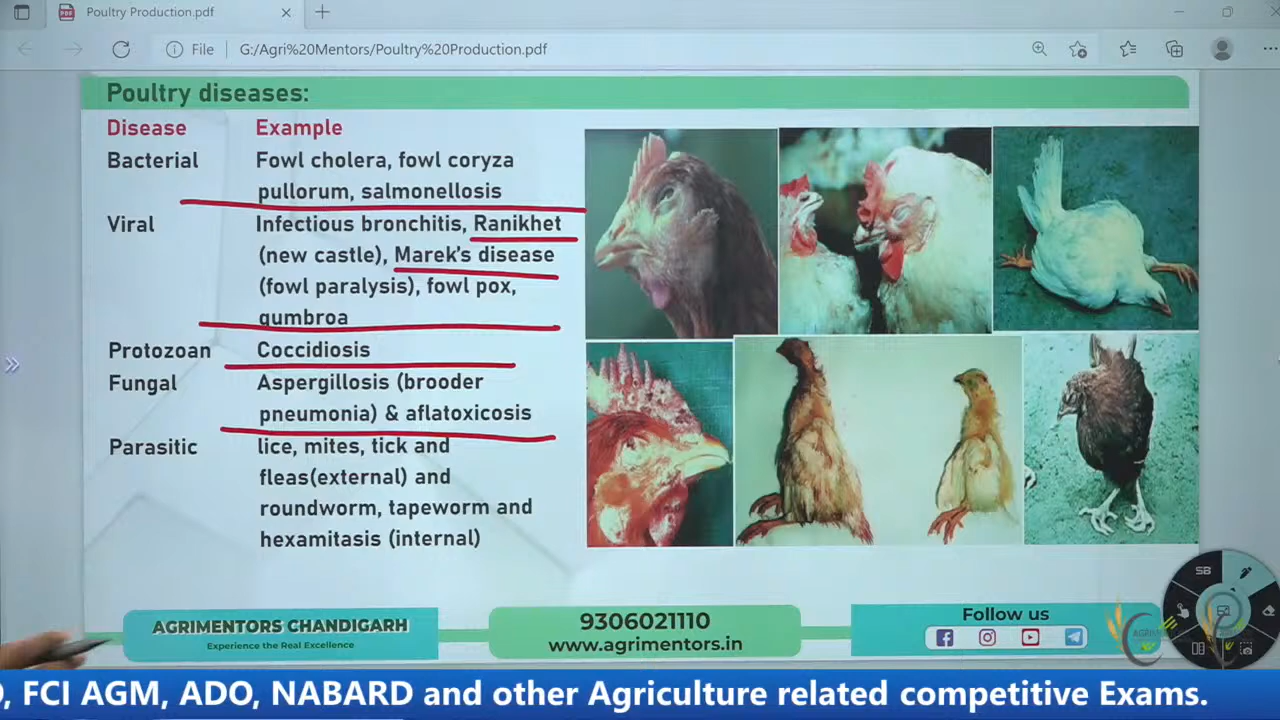 Poultry Production.pdf
File
G:/Agri%20Mentors/Poultry%20Production.pdf
Poultry diseases:
Disease Example
Bacterial Fowl cholera, fowl coryza
pullorum, salmonellosis
Viral Infectious bronchitis, Ranikhet
(new castle), Marek's disease
(fowl paralysis), fowl pox,
gumbroa
Protozoan Coccidiosis
Fungal Aspergillosis (brooder
pneumonia) & aflatoxicosis
Parasitic lice, mites, tick and
fleas(external) and
roundworm, tapeworm and
hexamitasis (internal)
SB
AGRIMENTORS CHANDIGARH
Experience the Real Excellence
9306021110
www.agrimentors.in
Follow us
, FCI AGM, ADO, NABARD and other Agriculture related competitive Exams.